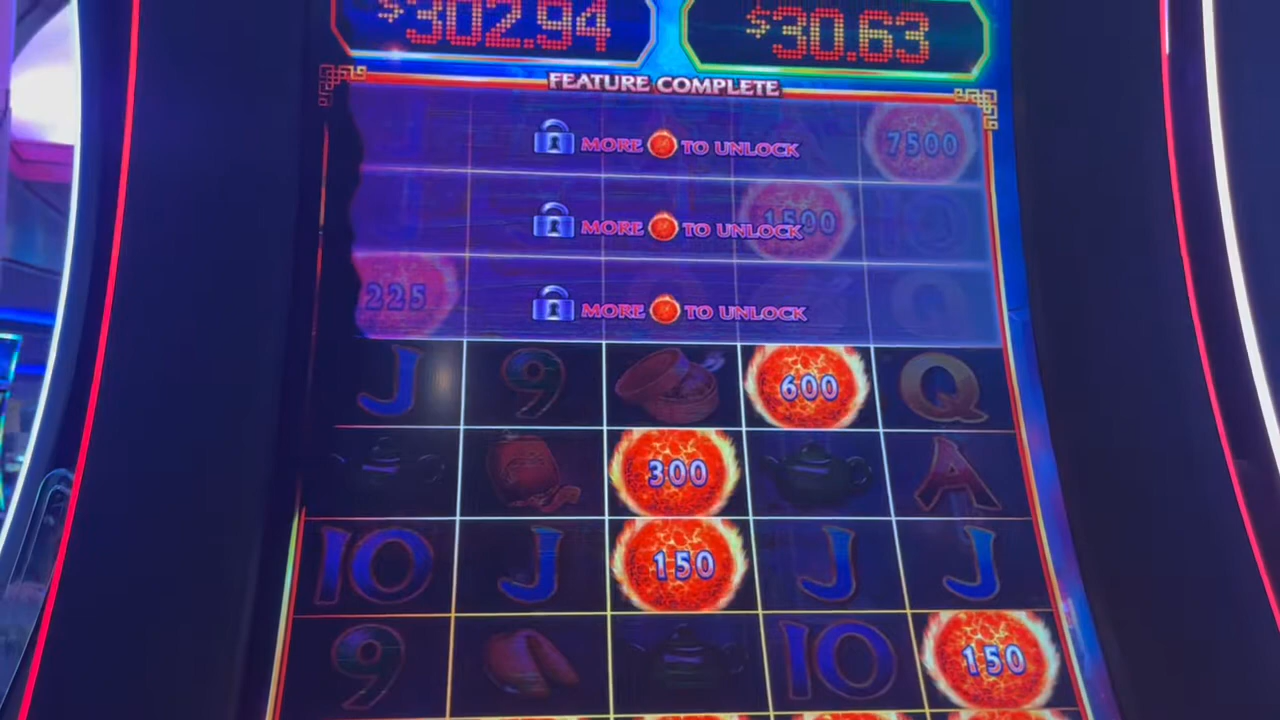 $302.94 $30.63
FEATURE COMPLETE
MORE TO UNLOCK 7500
MORE TO UNLOCK 1500 10
225 MORE TO UNLOCK Q
J 9 600 Q
300 A
10 J 150 J J
9 10 150